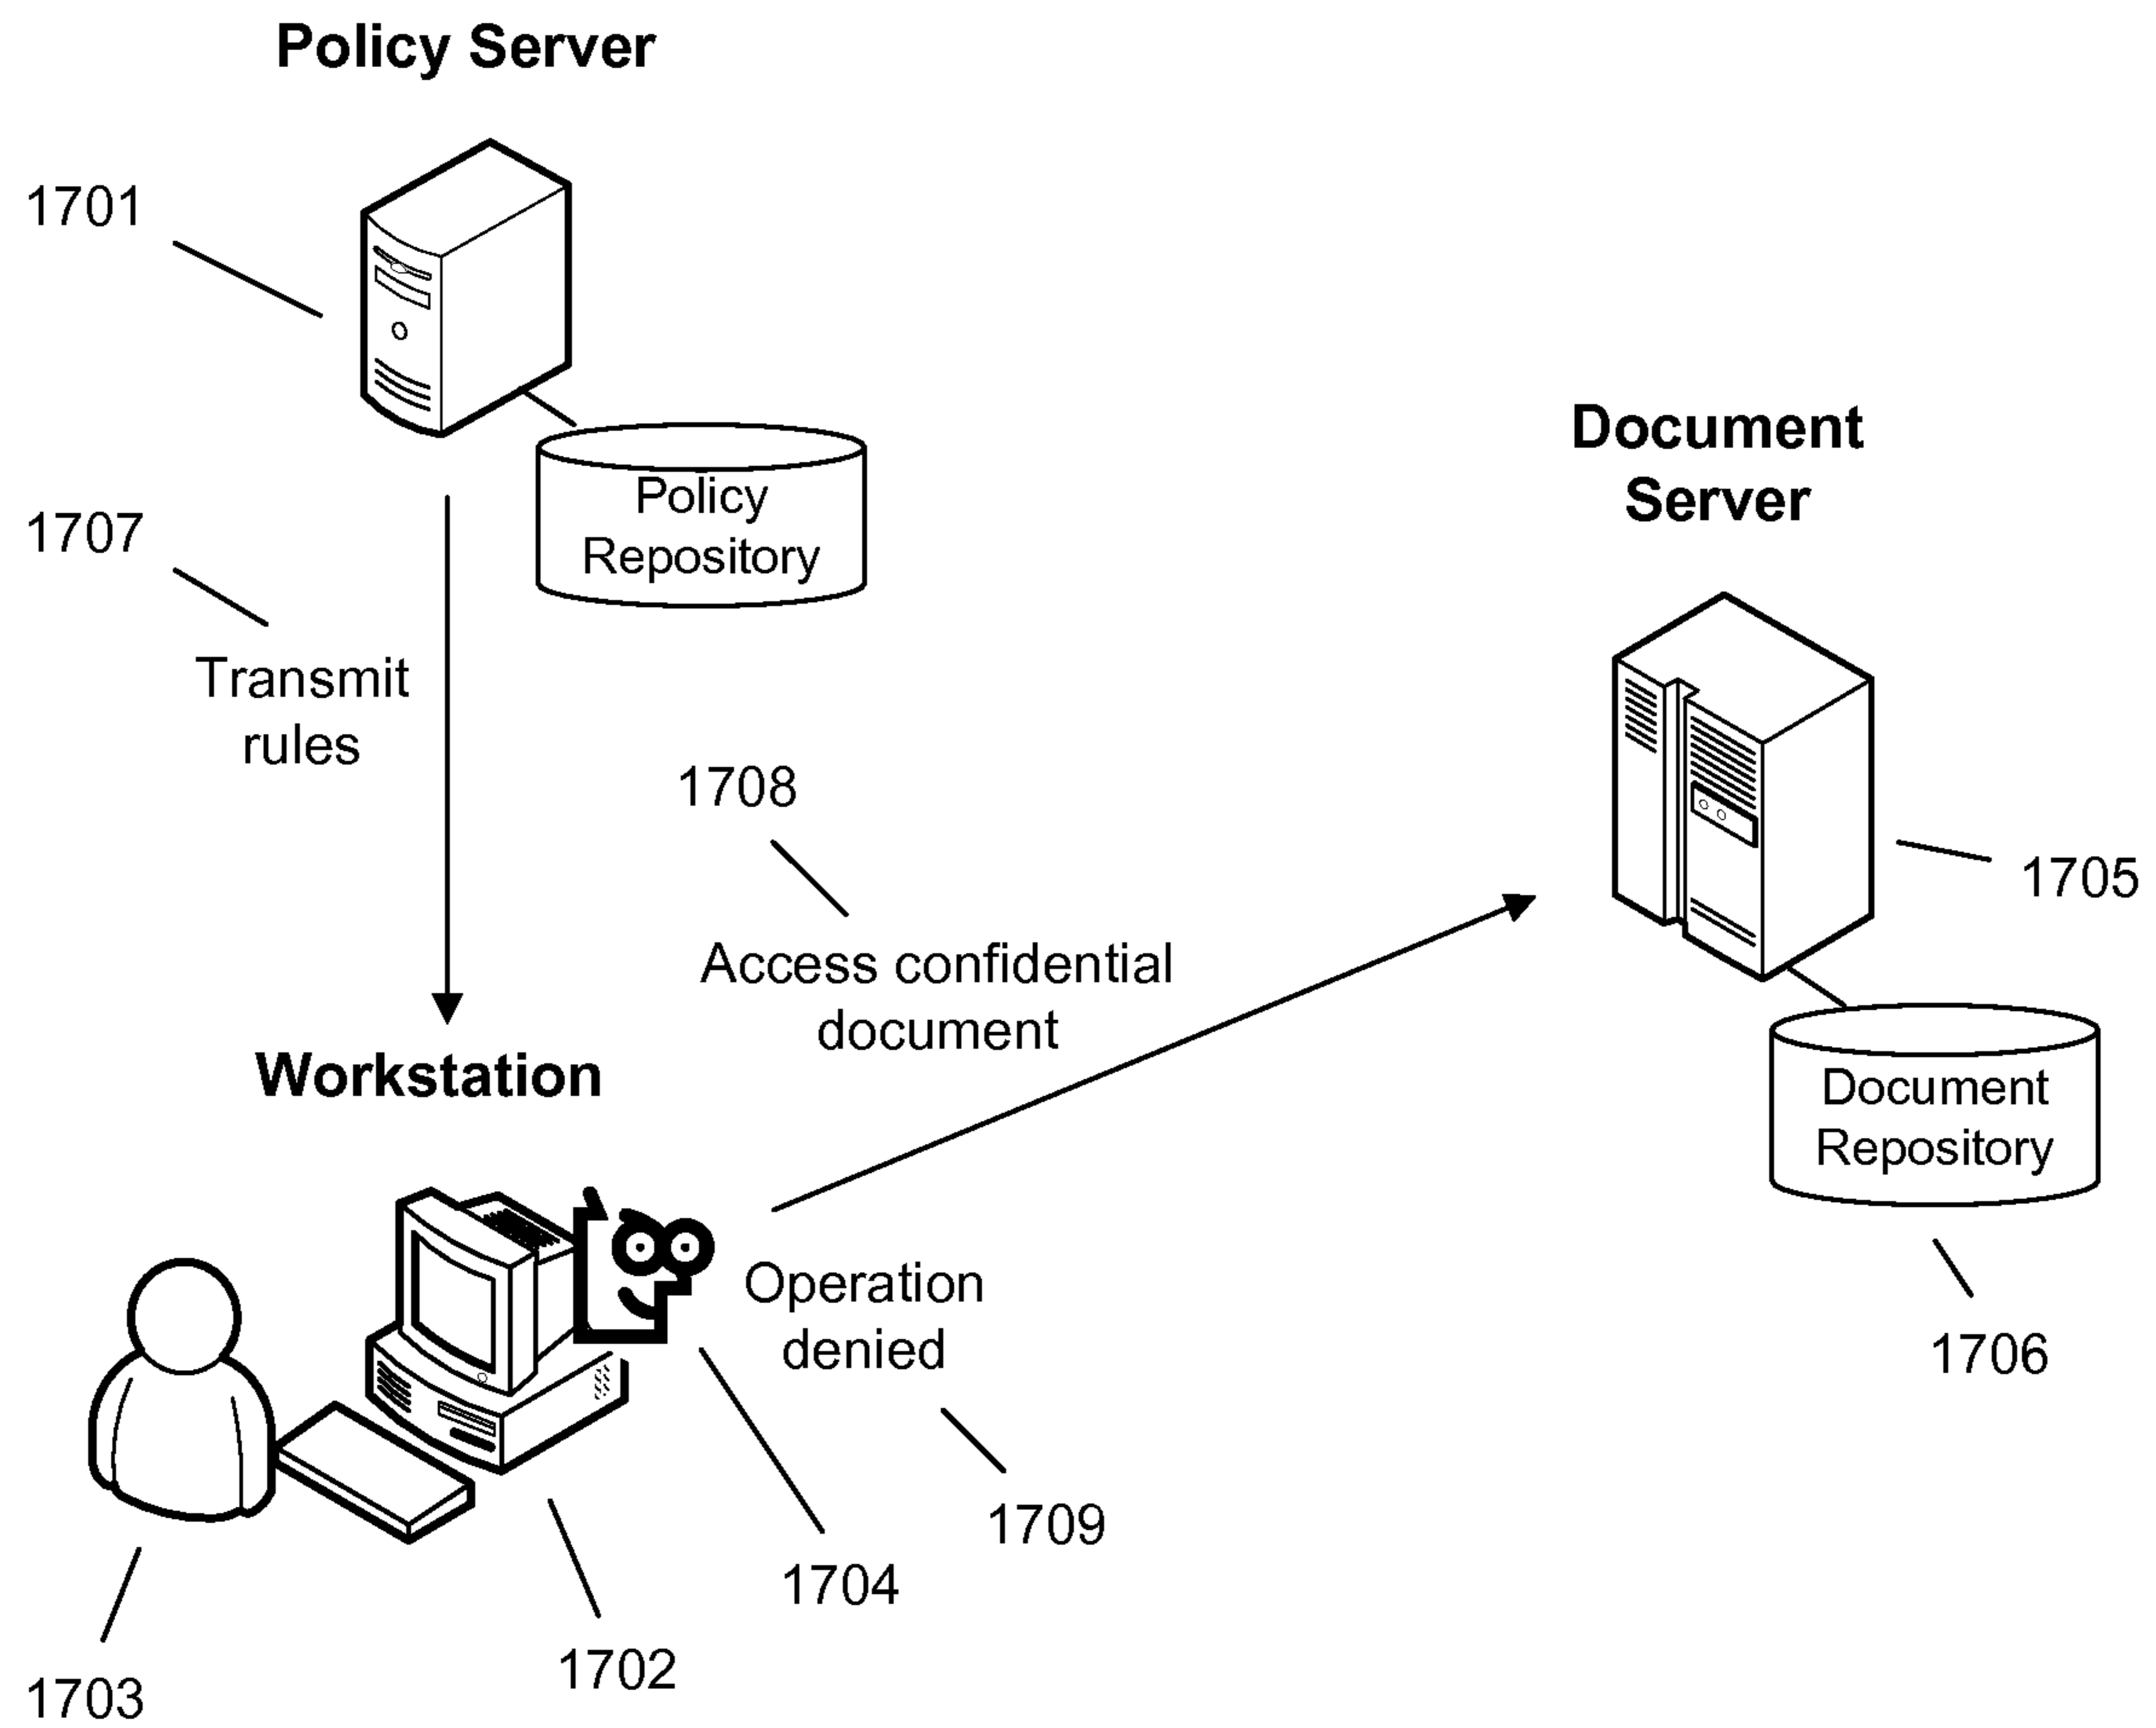 Policy Server
1701
Policy
Repository
1707
Transmit
rules
Document
Server
1708
1705
Access confidential
document
Workstation
Document
Repository
Operation
denied
1706
1709
1704
1702
1703